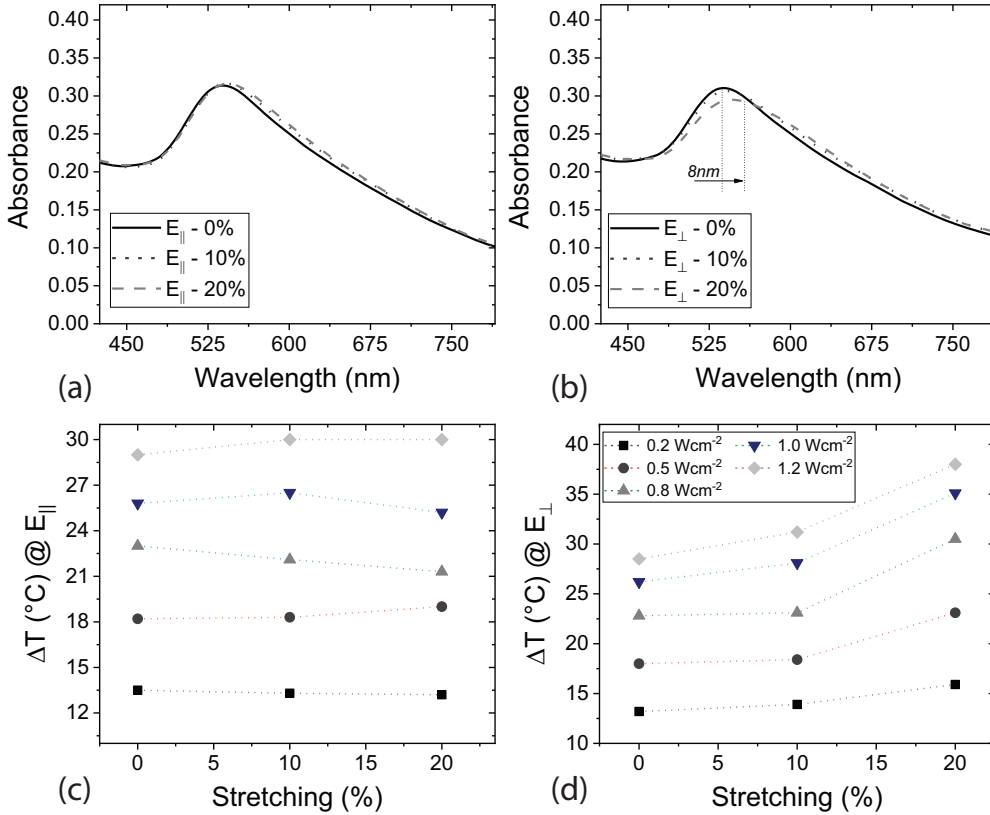 0.40
0.35
0.30
0.25
0.20
0.15
0.10
0.05
0.00
Absorbance
E∥ - 0%
E∥ - 10%
E∥ - 20%
450 525 600 675 750
Wavelength (nm)
(a)
0.40
0.35
0.30
0.25
0.20
0.15
0.10
0.05
0.00
Absorbance
8nm
E⊥ - 0%
E⊥ - 10%
E⊥ - 20%
450 525 600 675 750
Wavelength (nm)
(b)
30
27
24
21
18
15
12
ΔT (°C) @ E∥
0 5 10 15 20
Stretching (%)
(c)
40
35
30
25
20
15
10
ΔT (°C) @ E⊥
0.2 Wcm⁻² 1.0 Wcm⁻²
0.5 Wcm⁻² 1.2 Wcm⁻²
0.8 Wcm⁻²
0 5 10 15 20
Stretching (%)
(d)